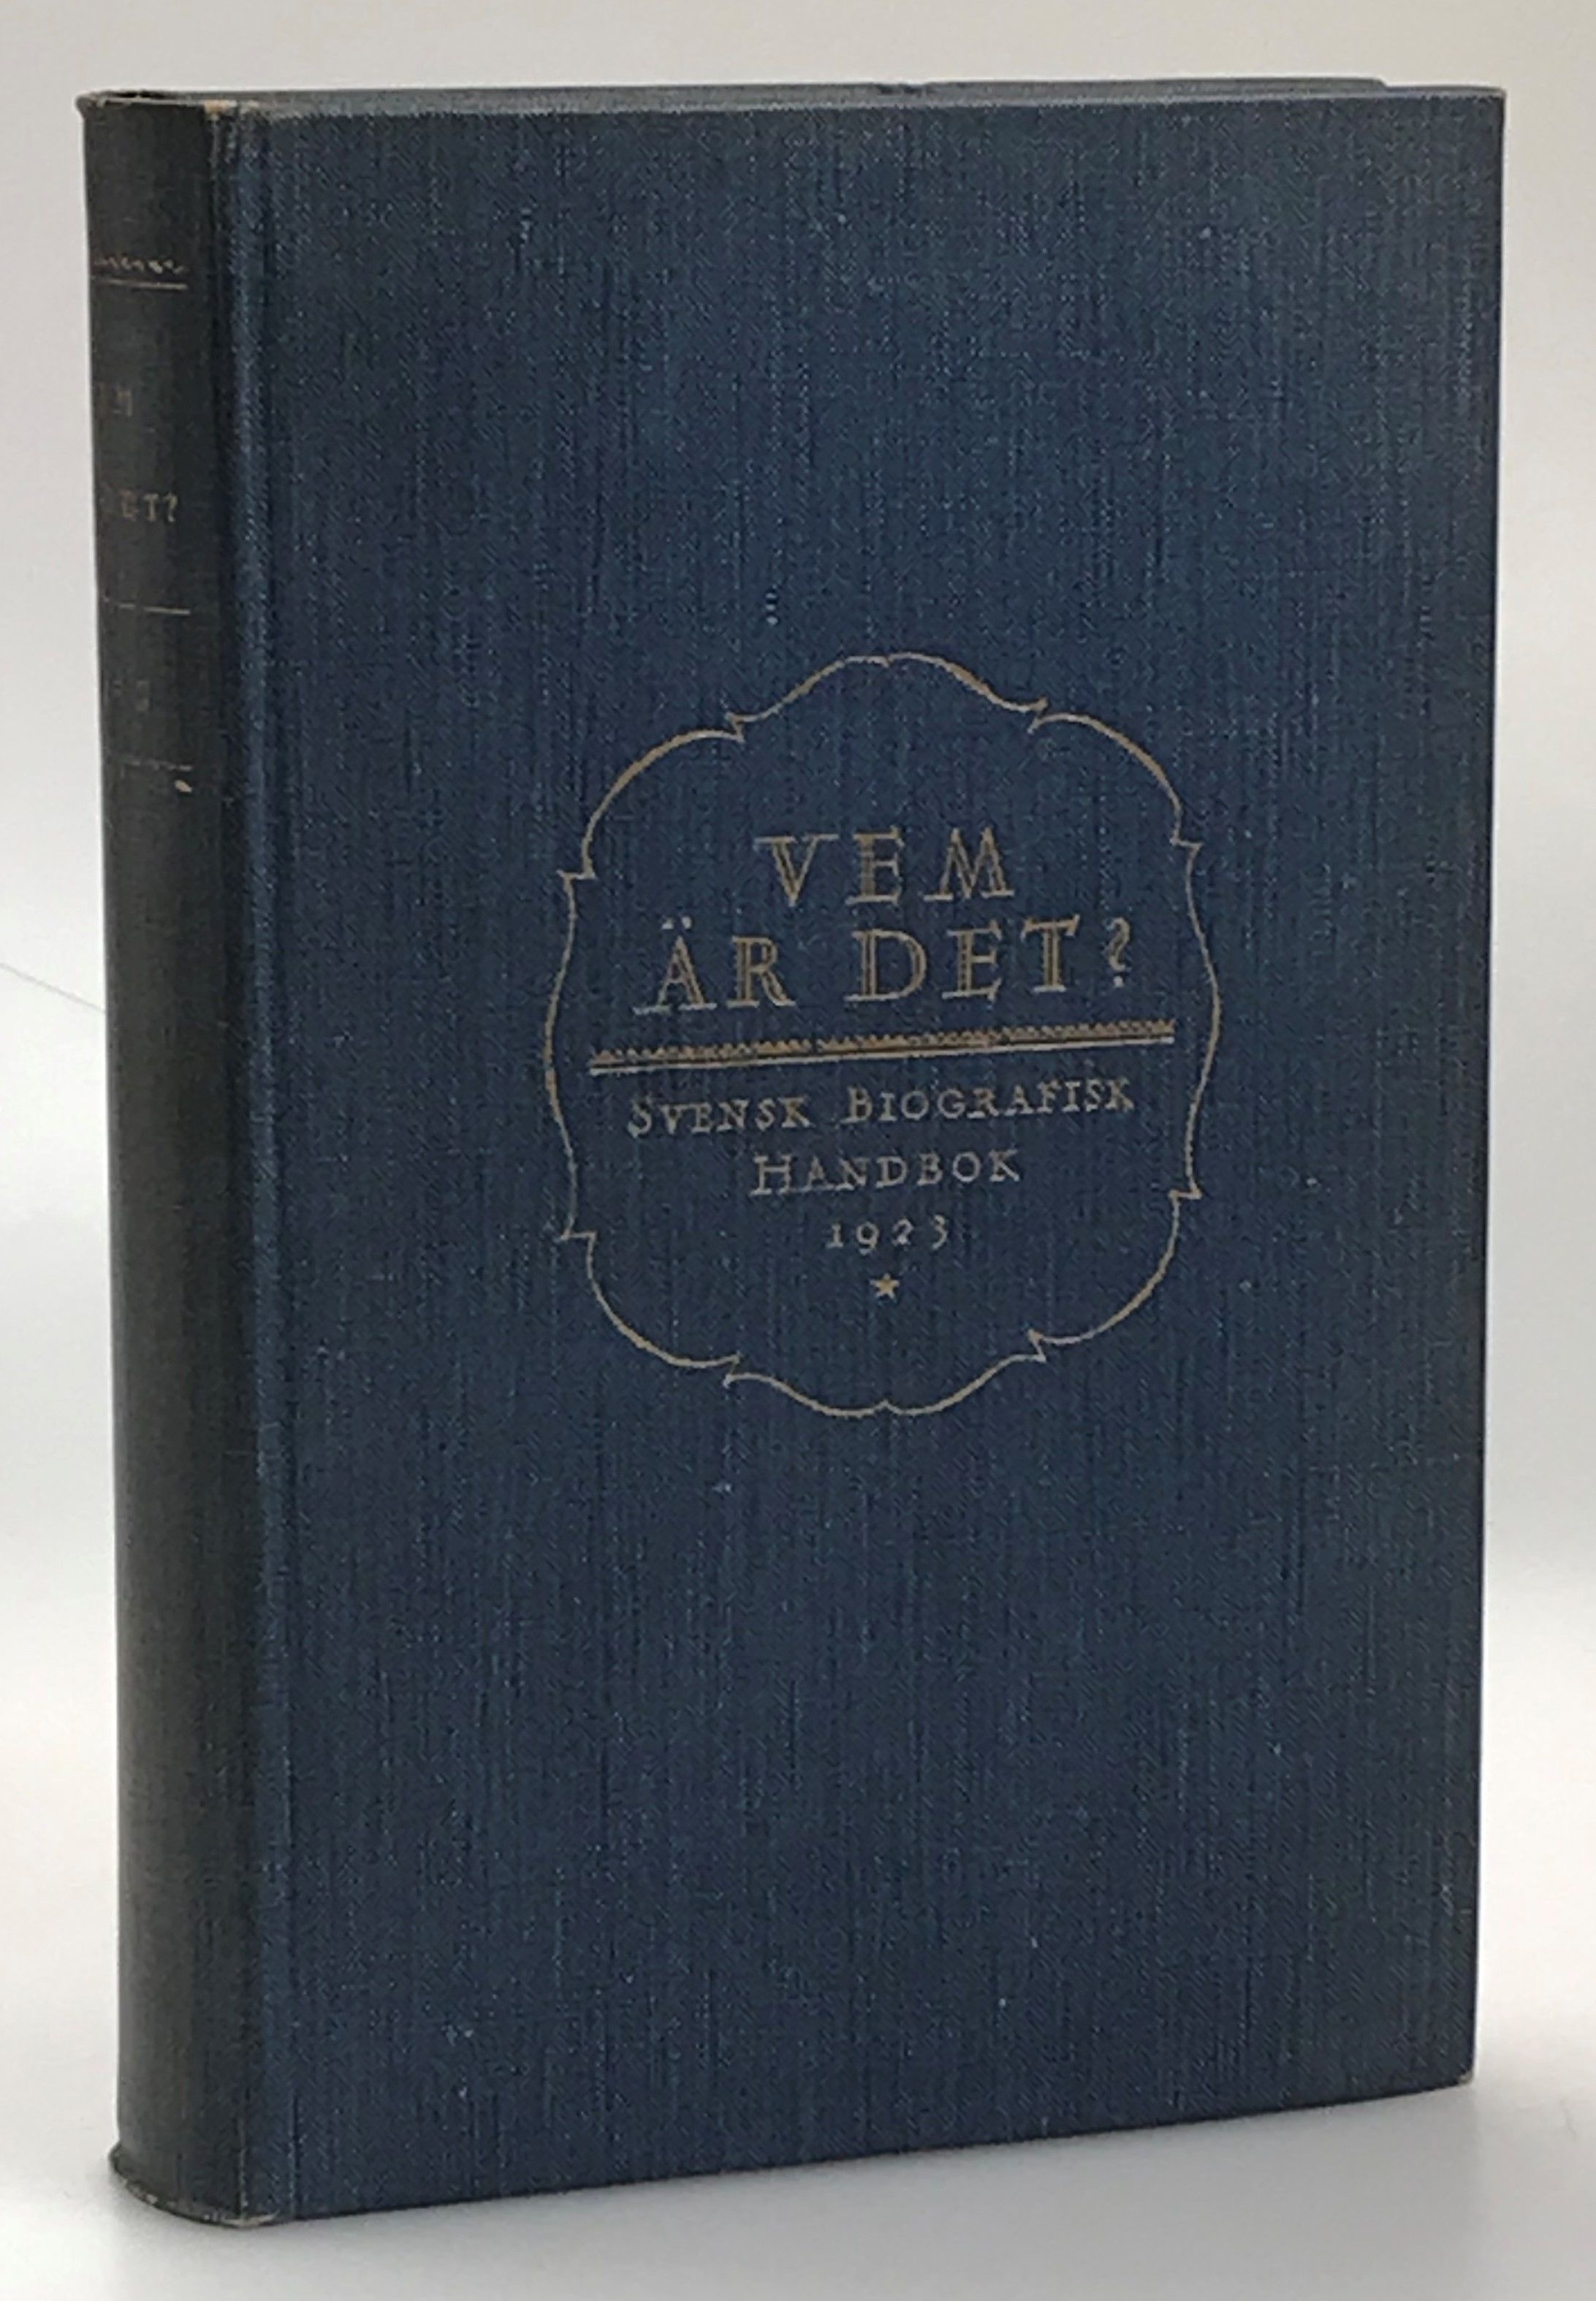 VEM
ÄR DET?
SVENSK BIOGRAFISK
HANDBOK
1923